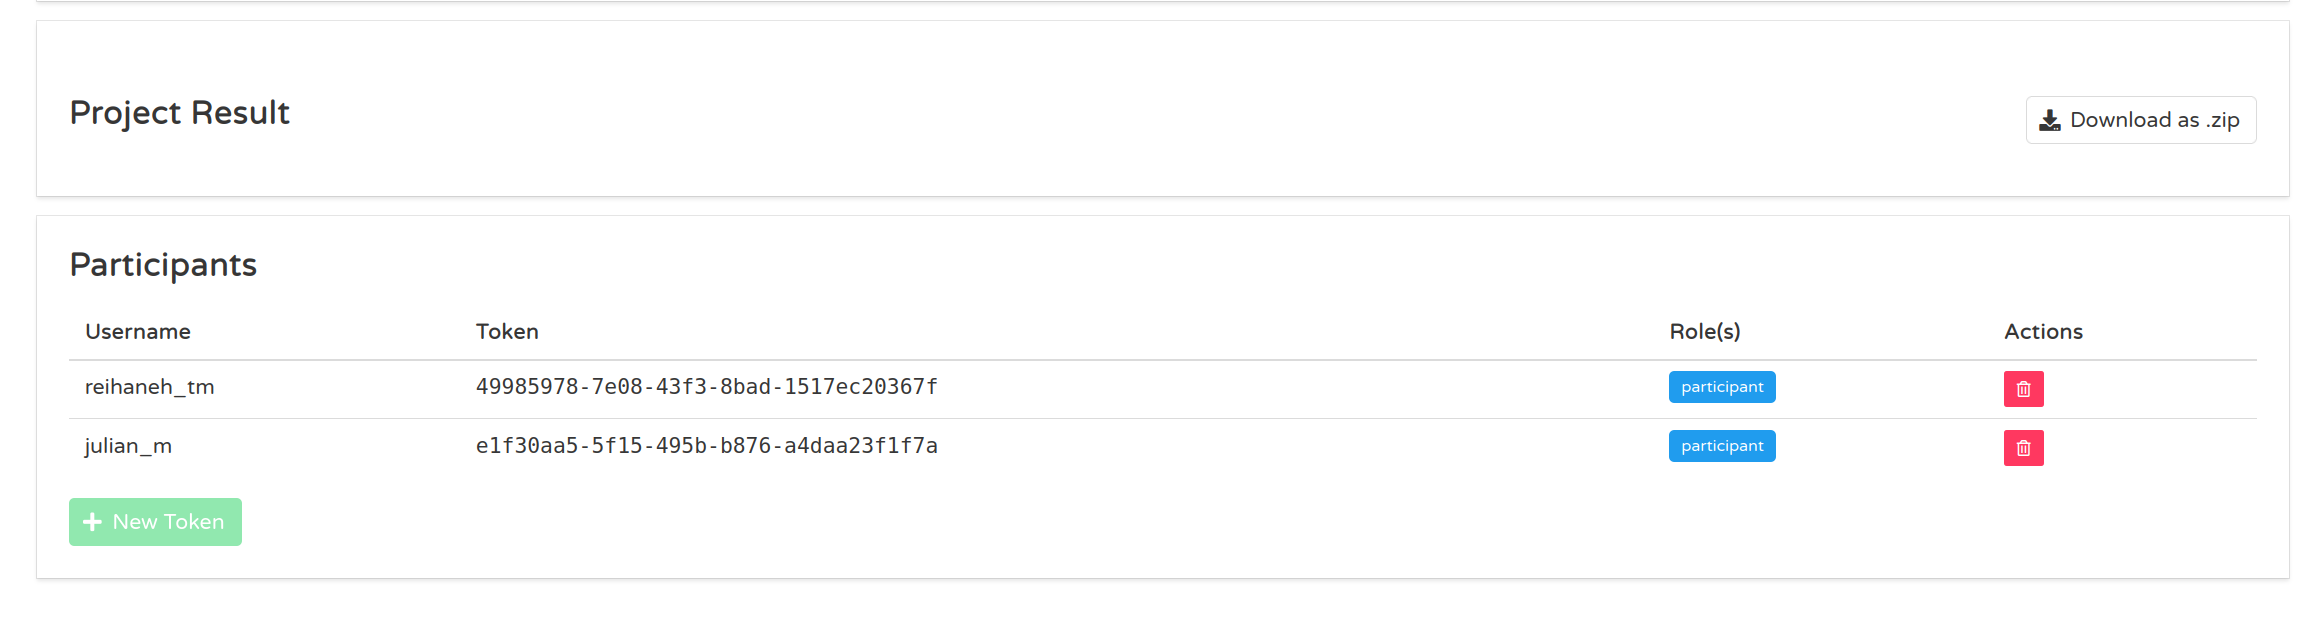 Project Result
Download as .zip
Participants
Username Token Role(s) Actions
reihaneh_tm 49985978-7e08-43f3-8bad-1517ec20367f participant
julian_m e1f30aa5-5f15-495b-b876-a4daa23f1f7a participant
New Token